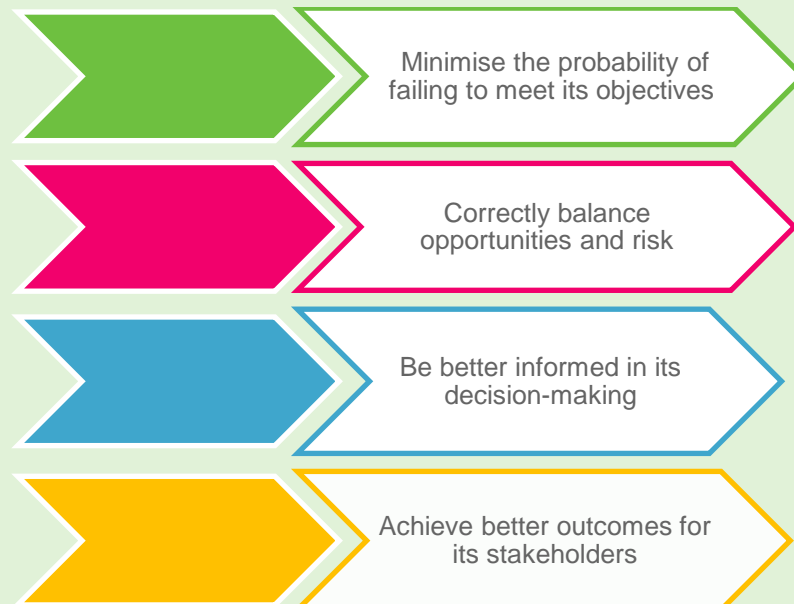 Minimise the probability of
failing to meet its objectives
Correctly balance
opportunities and risk
Be better informed in its
decision-making
Achieve better outcomes for
its stakeholders